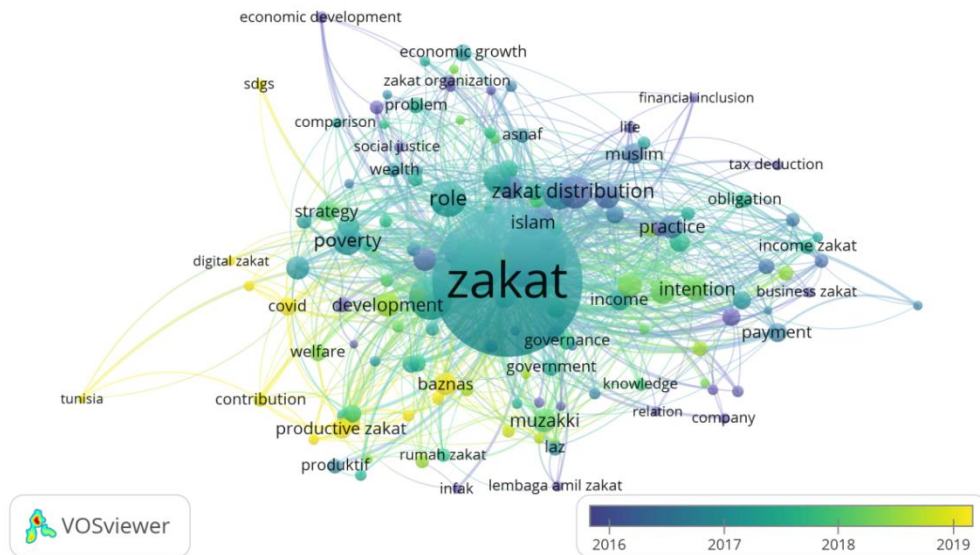 economic development
economic growth
sdgs
zakat organization
financial inclusion
problem
comparison
life
asnaf
social justice
muslim
wealth
tax deduction
zakat distribution
role
obligation
strategy
islam
practice
poverty
income zakat
digital zakat
zakat
intention
business zakat
covid
development
income
payment
governance
welfare
government
baznas
knowledge
tunisia
contribution
relation
company
muzakki
productive zakat
laz
rumah zakat
produktif
infak
lembaga amil zakat
VOSviewer
2016 2017 2018 2019